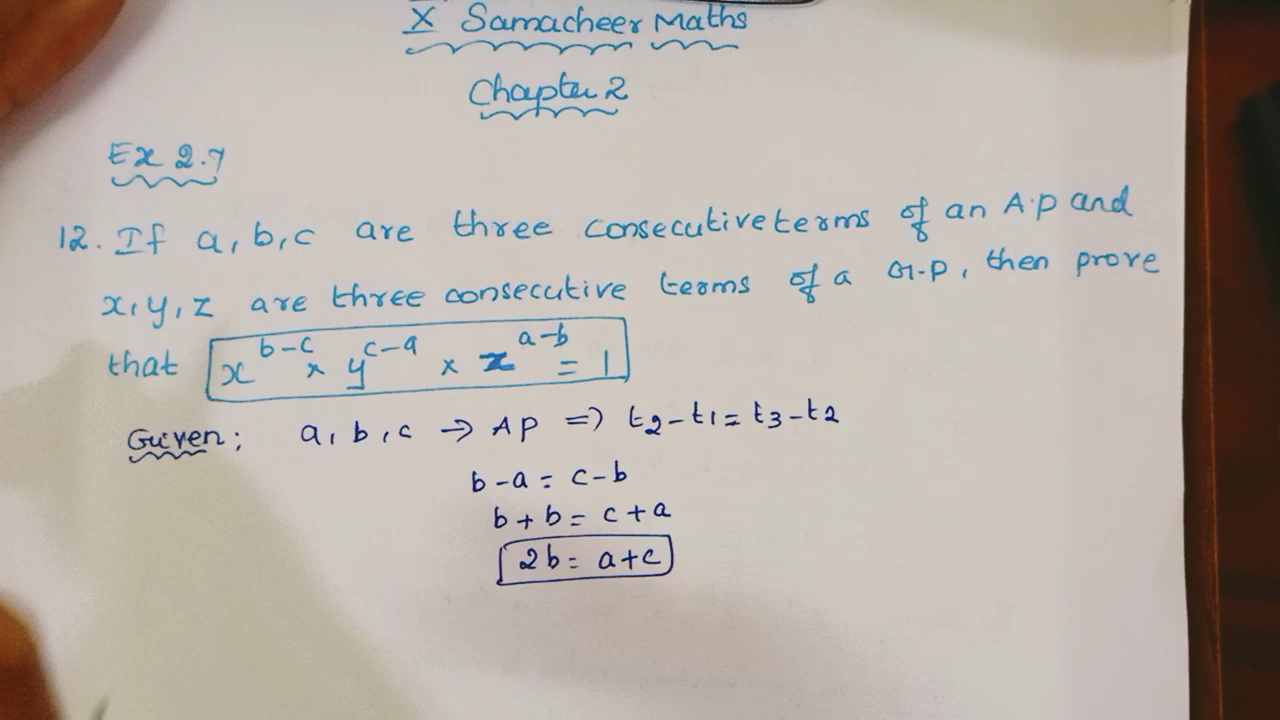 X Samacheer Maths
Chapter 2
Ex 2.7
12. If a, b, c are three consecutive terms of an A.P and
x, y, z are three consecutive terms of a G.P, then prove
that x^{b-c} × y^{c-a} × z^{a-b} = 1
Given: a, b, c → AP ⇒ t₂ - t₁ = t₃ - t₂
b - a = c - b
b + b = c + a
2b = a + c